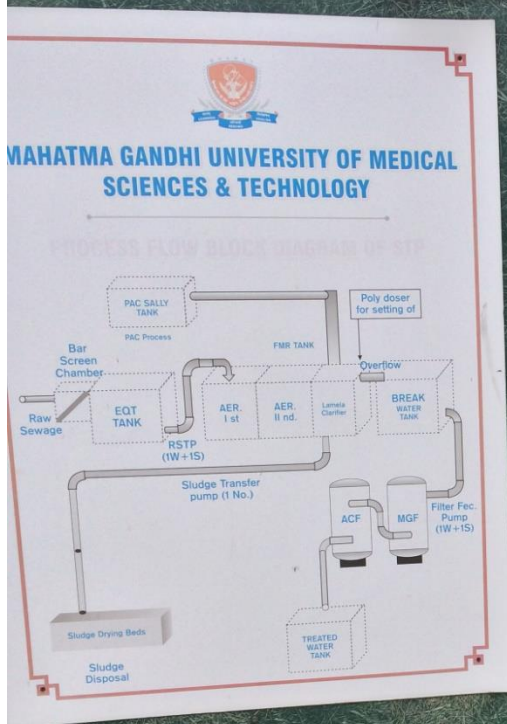 MAHATMA GANDHI UNIVERSITY OF MEDICAL
SCIENCES & TECHNOLOGY
PROCESS FLOW BLOCK DIAGRAM OF STP
PAC SALLY
TANK
PAC Process
Poly doser
for setting of
FMR TANK
Bar
Screen
Chamber
Overflow
Raw
Sewage
EQT
TANK
AER.
I st
AER.
II nd.
Lamela
Clarifier
BREAK
WATER
TANK
RSTP
(1W+1S)
Sludge Transfer
pump (1 No.)
ACF
MGF
Filter Fec.
Pump
(1W+1S)
Sludge Drying Beds
Sludge
Disposal
TREATED
WATER
TANK